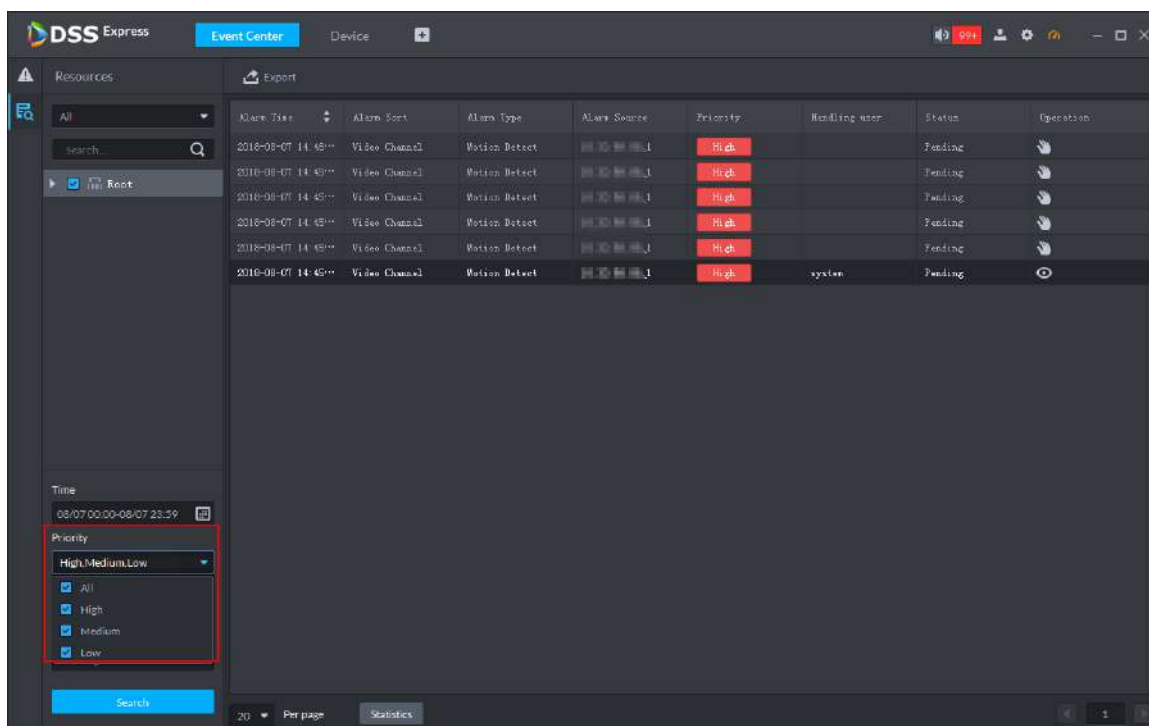 DSS Express Event Center Device 99+
Resources Export
All
Alarm Time Alarm Sort Alarm Type Alarm Source Priority Handling user Status Operation
Search...
2018-08-07 14:45... Video Channel Motion Detect 1 High Pending
Root
2018-08-07 14:45... Video Channel Motion Detect 1 High Pending
2018-08-07 14:45... Video Channel Motion Detect 1 High Pending
2018-08-07 14:45... Video Channel Motion Detect 1 High Pending
2018-08-07 14:45... Video Channel Motion Detect 1 High Pending
2018-08-07 14:45... Video Channel Motion Detect 1 High system Pending
Time
08/07 00:00-08/07 23:59
Priority
High,Medium,Low
All
High
Medium
Low
Search
20 Per page Statistics 1